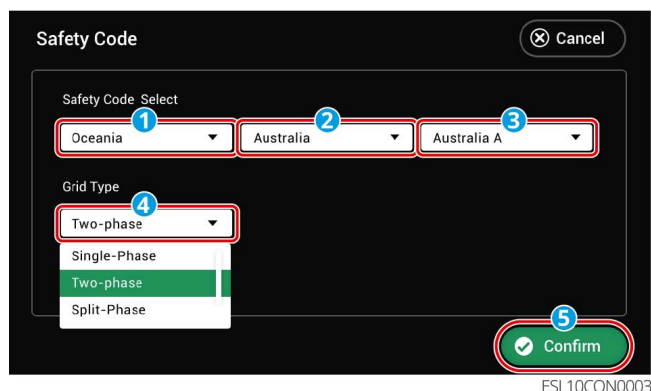 Safety Code
Cancel
Safety Code Select
1
2
3
Oceania
Australia
Australia A
Grid Type
4
Two-phase
Single-Phase
Two-phase
Split-Phase
5
Confirm
ESL10CON0003